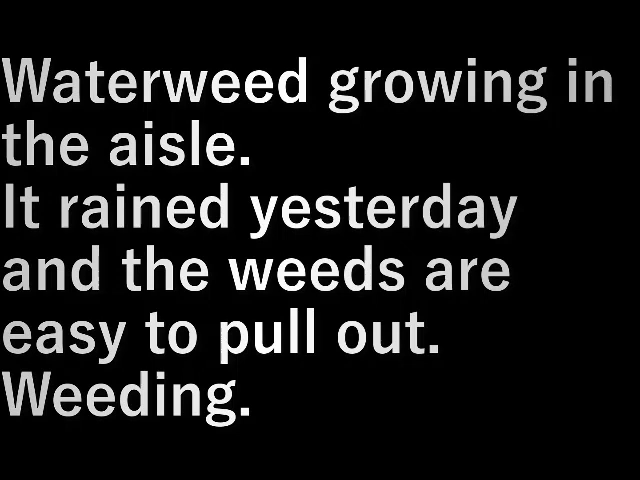 Waterweed growing in
the aisle.
It rained yesterday
and the weeds are
easy to pull out.
Weeding.